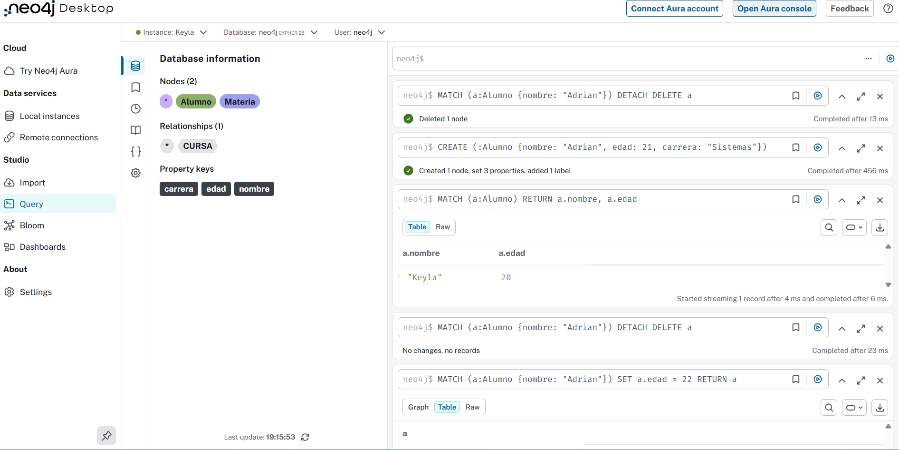 neo4j Desktop
Connect Aura account
Open Aura console
Feedback
Instance: Keyla
Database: neo4j CYPHER 25
User: neo4j
Cloud
Try Neo4j Aura
Data services
Local instances
Remote connections
Studio
Import
Query
Bloom
Dashboards
About
Settings
Database information
Nodes (2)
* Alumno Materia
Relationships (1)
* CURSA
Property keys
carrera edad nombre
Last update: 19:15:53
neo4j$
neo4j$ MATCH (a:Alumno {nombre: "Adrian"}) DETACH DELETE a
Deleted 1 node
Completed after 13 ms
neo4j$ CREATE (:Alumno {nombre: "Adrian", edad: 21, carrera: "Sistemas"})
Created 1 node, set 3 properties, added 1 label
Completed after 456 ms
neo4j$ MATCH (a:Alumno) RETURN a.nombre, a.edad
Table Raw
a.nombre a.edad
1 "Keyla" 20
Started streaming 1 record after 4 ms and completed after 6 ms.
neo4j$ MATCH (a:Alumno {nombre: "Adrian"}) DETACH DELETE a
No changes, no records
Completed after 23 ms
neo4j$ MATCH (a:Alumno {nombre: "Adrian"}) SET a.edad = 22 RETURN a
Graph Table Raw
a